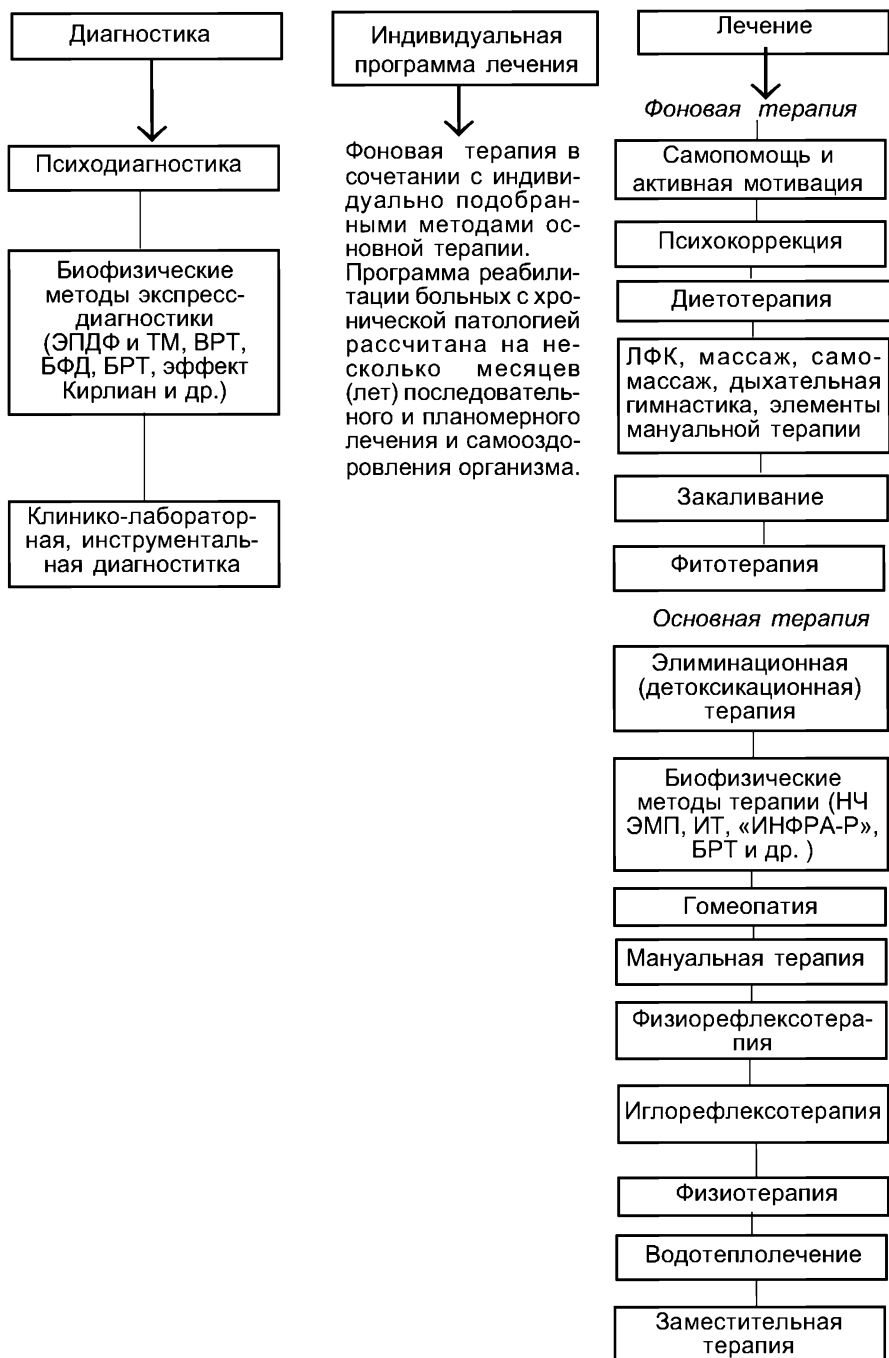 Диагностика
Психодиагностика
Биофизические
методы экспресс-
диагностики
(ЭПДФ и ТМ, ВРТ,
БФД, БРТ, эффект
Кирлиан и др.)
Клинико-лаборатор-
ная, инструменталь-
ная диагноститка
Индивидуальная
программа лечения
Фоновая терапия в
сочетании с индиви-
дуально подобран-
ными методами ос-
новной терапии.
Программа реабили-
тации больных с хро-
нической патологией
рассчитана на не-
сколько месяцев
(лет) последователь-
ного и планомерного
лечения и самооздо-
ровления организма.
Лечение
Фоновая терапия
Самопомощь и
активная мотивация
Психокоррекция
Диетотерапия
ЛФК, массаж, само-
массаж, дыхательная
гимнастика, элементы
мануальной терапии
Закаливание
Фитотерапия
Основная терапия
Элиминационная
(детоксикационная)
терапия
Биофизические
методы терапии (НЧ
ЭМП, ИТ, «ИНФРА-Р»,
БРТ и др. )
Гомеопатия
Мануальная терапия
Физиорефлексотера-
пия
Иглорефлексотерапия
Физиотерапия
Водотеплолечение
Заместительная
терапия